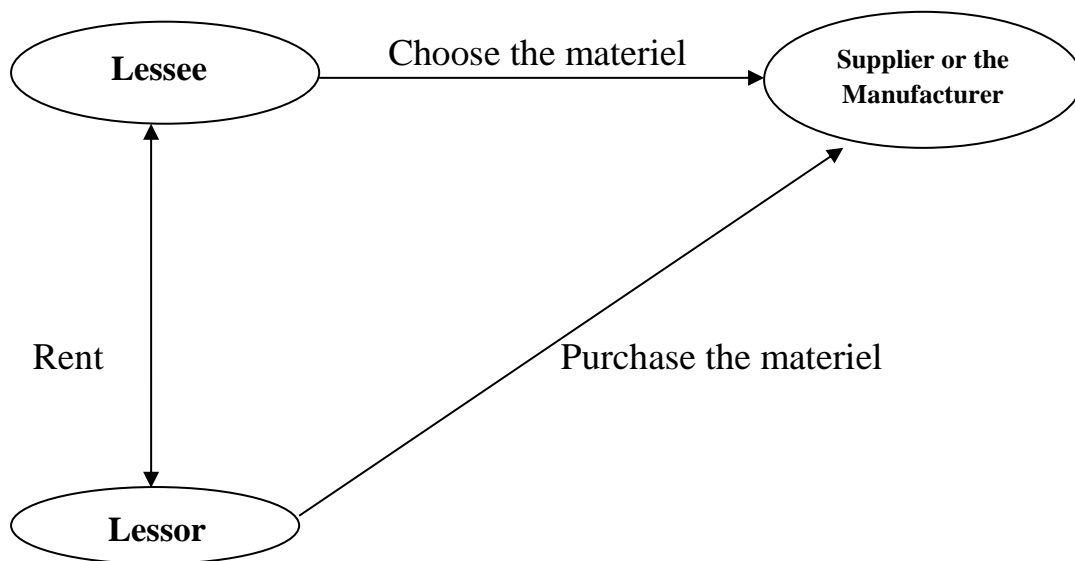 Lessee
Choose the materiel
Supplier or the
Manufacturer
Rent
Purchase the materiel
Lessor